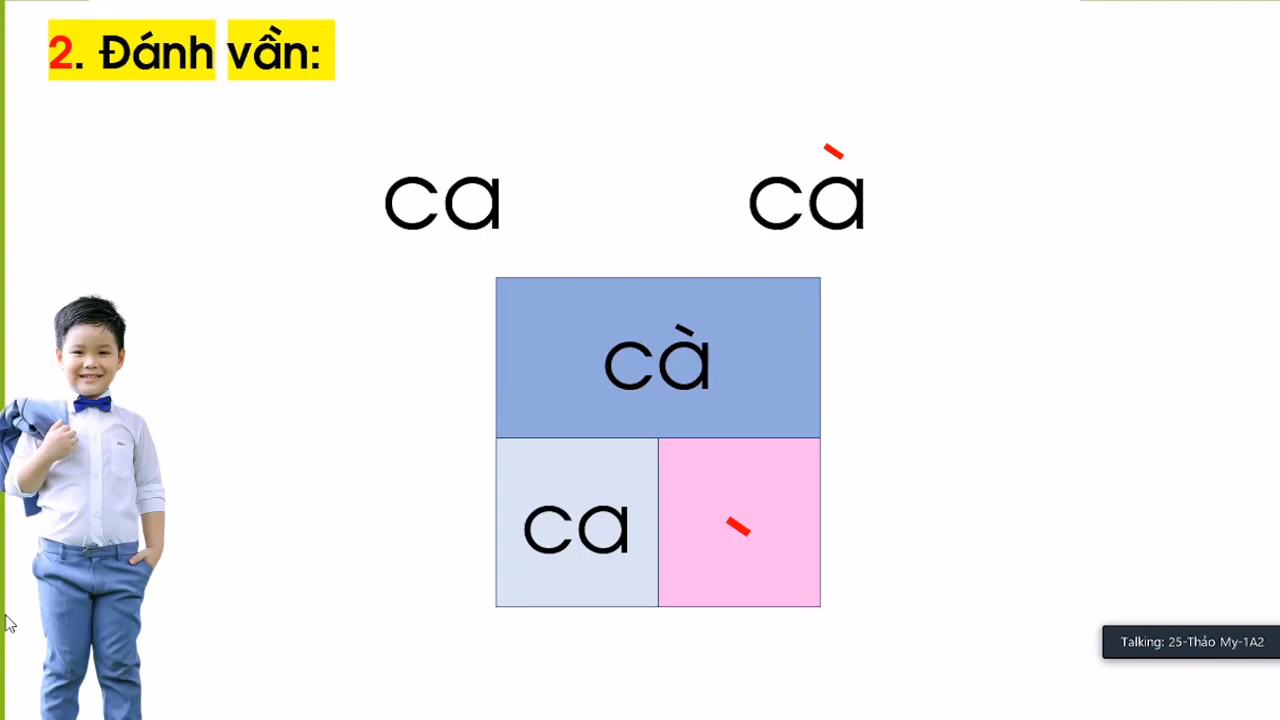 2. Đánh vần:
ca cà
cà
ca `
Talking: 25-Thảo My-1A2